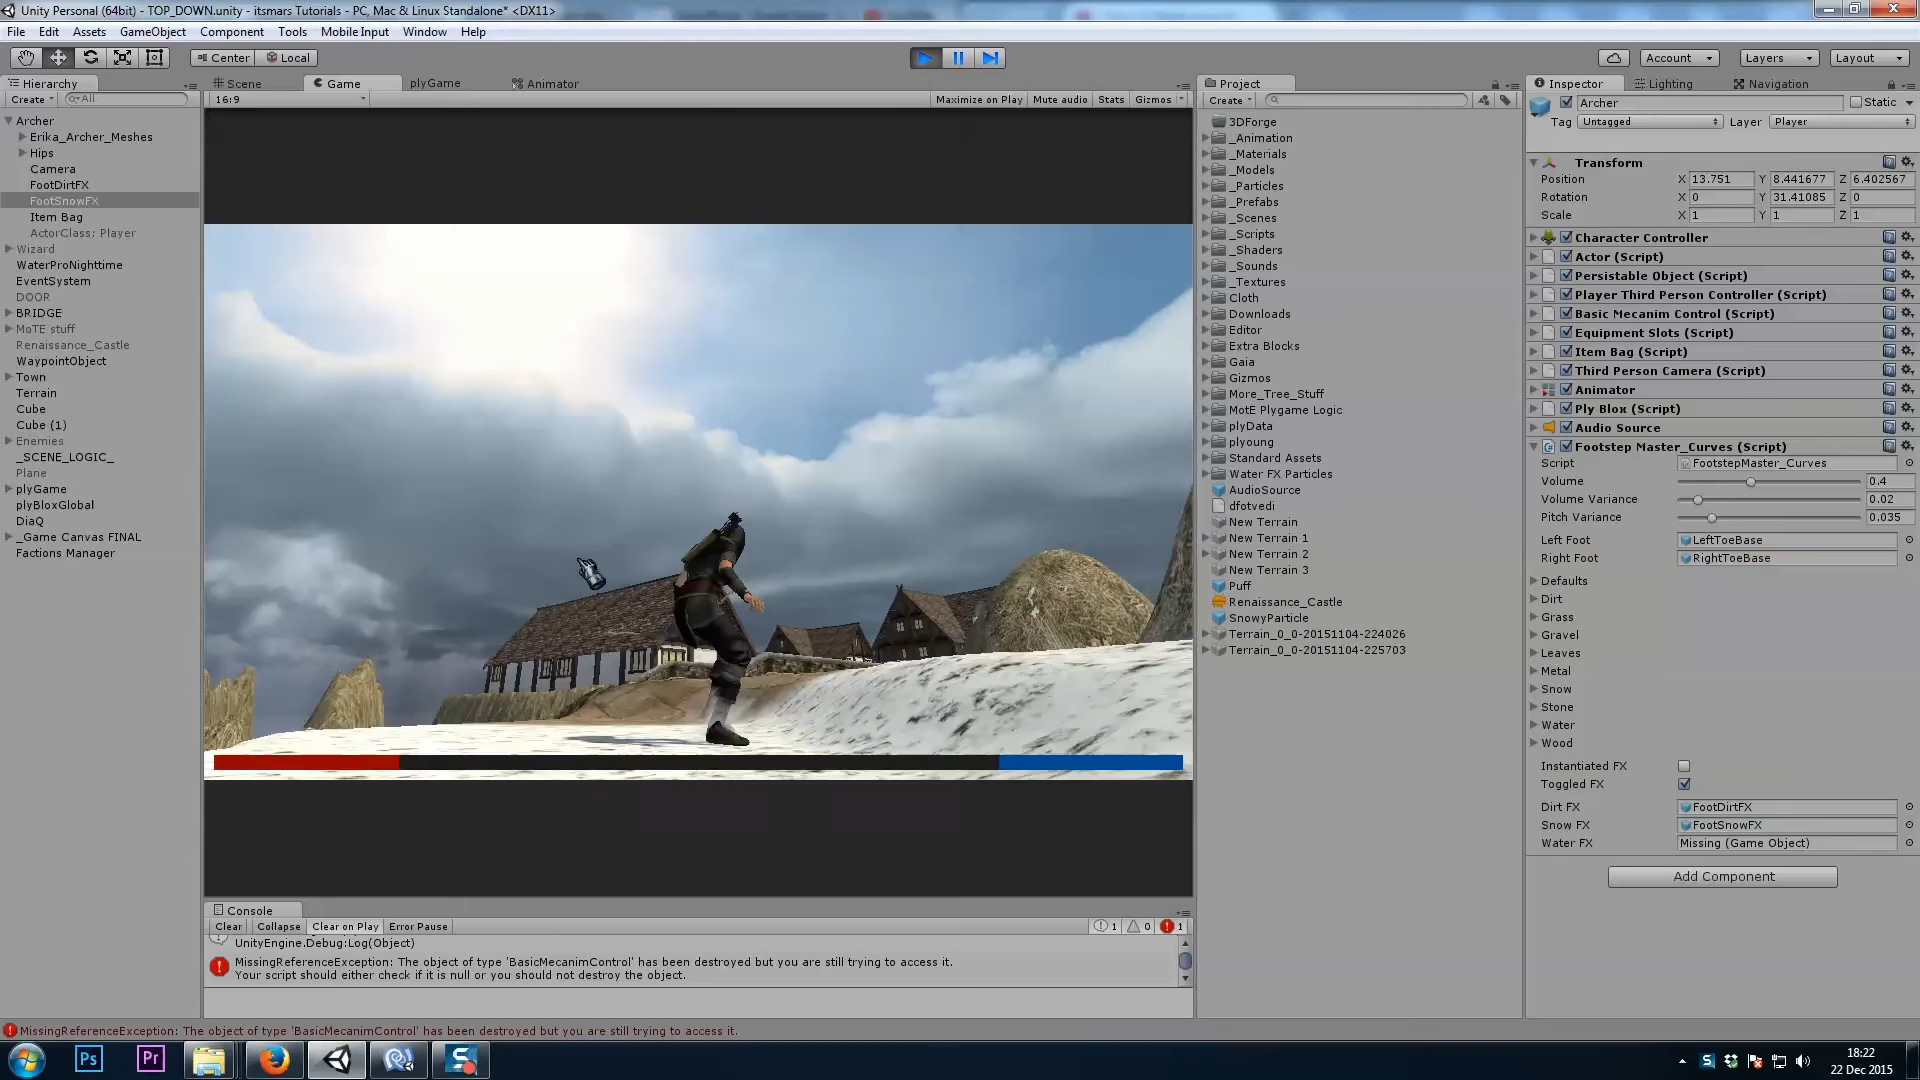 Unity Personal (64bit) - TOP_DOWN.unity - itsmars Tutorials - PC, Mac & Linux Standalone* <DX11>
File Edit Assets GameObject Component Tools Mobile Input Window Help
Center Local Account Layers Layout
Hierarchy
Create All
Archer
Erika_Archer_Meshes
Hips
Camera
FootDirtFX
FootSnowFX
Item Bag
ActorClass; Player
Wizard
WaterProNighttime
EventSystem
DOOR
BRIDGE
MoTE stuff
Renaissance_Castle
WaypointObject
Town
Terrain
Cube
Cube (1)
Enemies
_SCENE_LOGIC_
Plane
plyGame
plyBloxGlobal
DiaQ
_Game Canvas FINAL
Factions Manager
Scene Game plyGame Animator
16:9 Maximize on Play Mute audio Stats Gizmos
Console
Clear Collapse Clear on Play Error Pause 1 0 1
UnityEngine.Debug:Log(Object)
MissingReferenceException: The object of type 'BasicMecanimControl' has been destroyed but you are still trying to access it.
Your script should either check if it is null or you should not destroy the object.
Project
Create
3DForge
_Animation
_Materials
_Models
_Particles
_Prefabs
_Scenes
_Scripts
_Shaders
_Sounds
_Textures
Cloth
Downloads
Editor
Extra Blocks
Gaia
Gizmos
More_Tree_Stuff
MotE Plygame Logic
plyData
plyoung
Standard Assets
Water FX Particles
AudioSource
dfotvedi
New Terrain
New Terrain 1
New Terrain 2
New Terrain 3
Puff
Renaissance_Castle
SnowyParticle
Terrain_0_0-20151104-224026
Terrain_0_0-20151104-225703
Inspector Lighting Navigation
Archer Static
Tag Untagged Layer Player
Transform
Position X 13.751 Y 8.441677 Z 6.402567
Rotation X 0 Y 31.41085 Z 0
Scale X 1 Y 1 Z 1
Character Controller
Actor (Script)
Persistable Object (Script)
Player Third Person Controller (Script)
Basic Mecanim Control (Script)
Equipment Slots (Script)
Item Bag (Script)
Third Person Camera (Script)
Animator
Ply Blox (Script)
Audio Source
Footstep Master_Curves (Script)
Script FootstepMaster_Curves
Volume 0.4
Volume Variance 0.02
Pitch Variance 0.035
Left Foot LeftToeBase
Right Foot RightToeBase
Defaults
Dirt
Grass
Gravel
Leaves
Metal
Snow
Stone
Water
Wood
Instantiated FX
Toggled FX
Dirt FX FootDirtFX
Snow FX FootSnowFX
Water FX Missing (Game Object)
Add Component
MissingReferenceException: The object of type 'BasicMecanimControl' has been destroyed but you are still trying to access it.
Ps Pr S S 18:22
22 Dec 2015